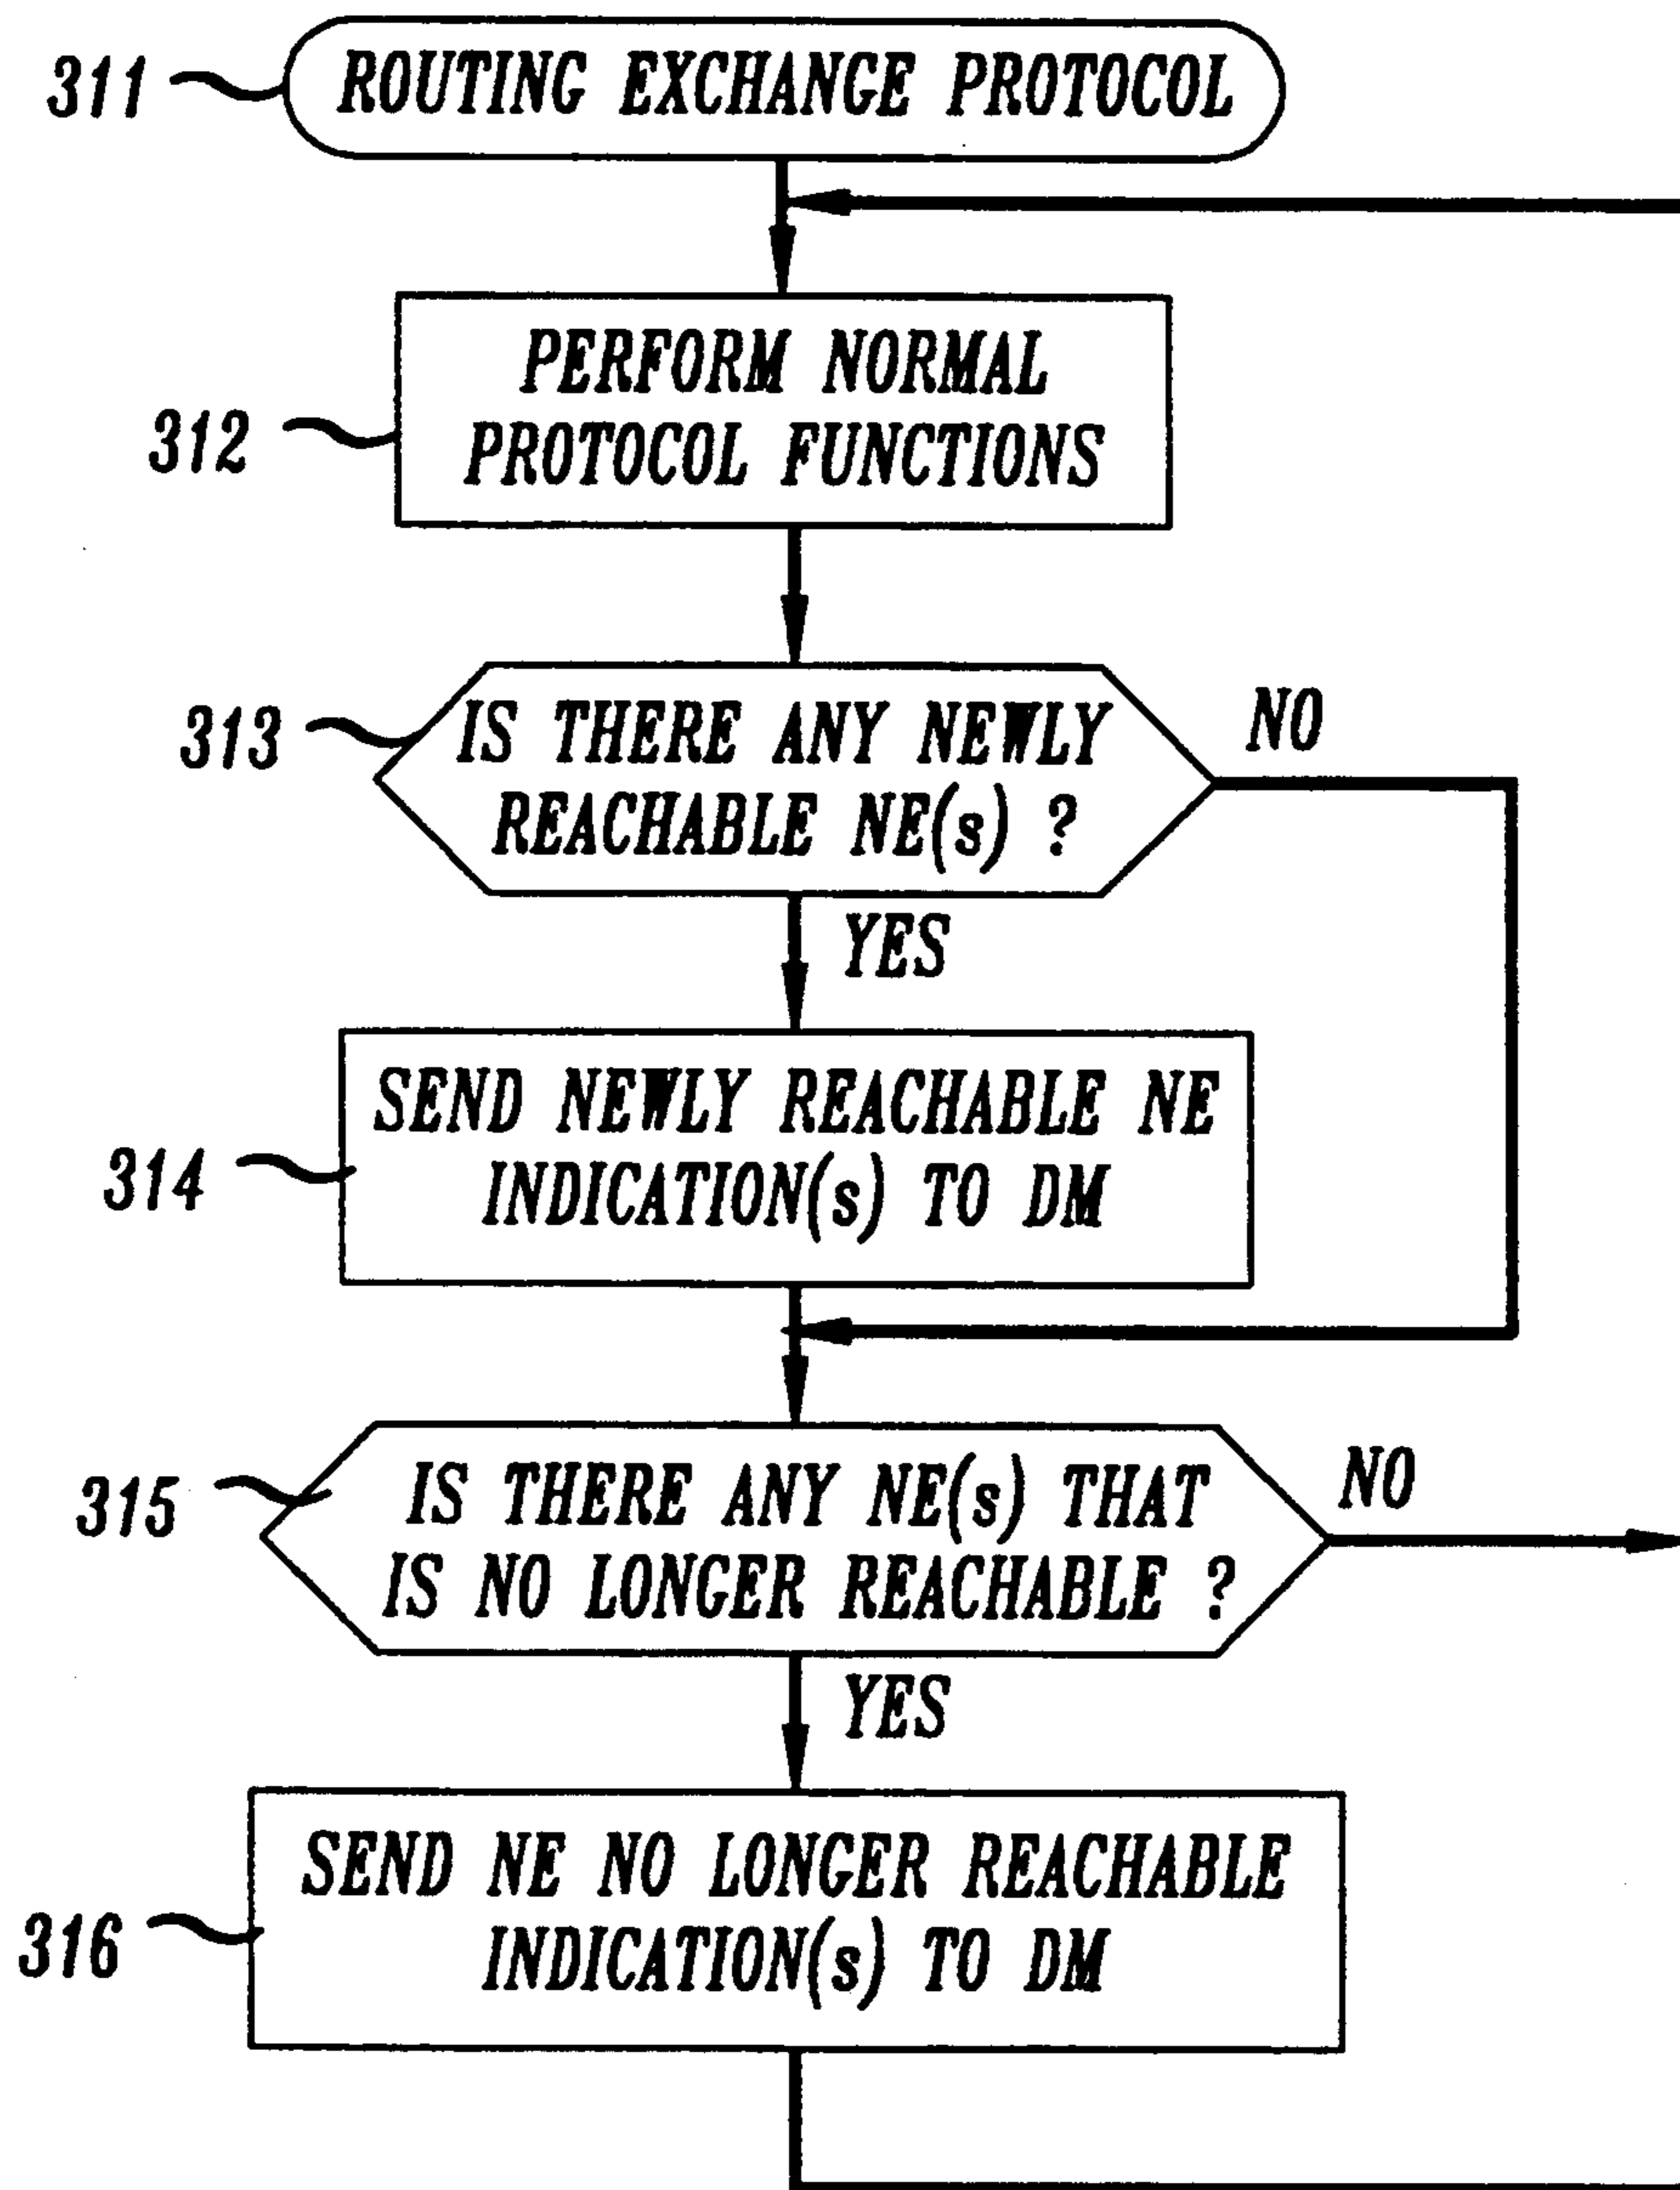 311
ROUTING EXCHANGE PROTOCOL
312
PERFORM NORMAL
PROTOCOL FUNCTIONS
313
IS THERE ANY NEWLY
REACHABLE NE(s) ?
NO
YES
314
SEND NEWLY REACHABLE NE
INDICATION(s) TO DM
315
IS THERE ANY NE(s) THAT
IS NO LONGER REACHABLE ?
NO
YES
316
SEND NE NO LONGER REACHABLE
INDICATION(s) TO DM